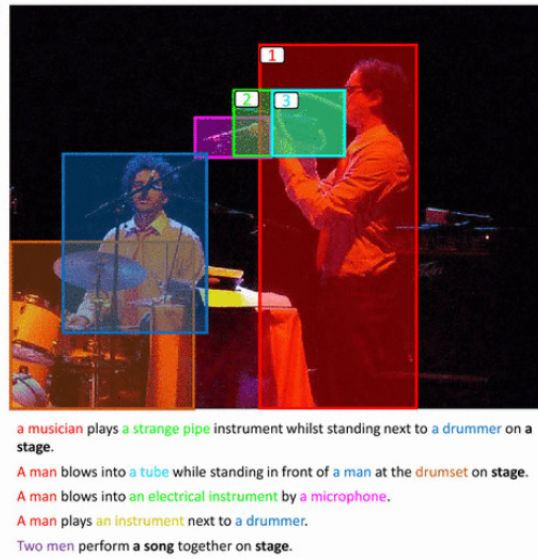 1
2
3
a musician plays a strange pipe instrument whilst standing next to a drummer on a
stage.
A man blows into a tube while standing in front of a man at the drumset on stage.
A man blows into an electrical instrument by a microphone.
A man plays an instrument next to a drummer.
Two men perform a song together on stage.